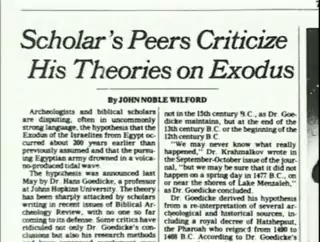 Scholar's Peers Criticize
His Theories on Exodus
By JOHN NOBLE WILFORD
Archeologists and biblical scholars
are disputing, often in uncommonly
strong language, the hypothesis that the
Exodus of the Israelites from Egypt oc-
curred about 200 years earlier than
previously assumed and that the pursu-
ing Egyptian army drowned in a volca-
no-produced tidal wave.
The hypothesis was announced last
May by Dr. Hans Goedicke, a professor
at Johns Hopkins University. The theory
has been sharply attacked by scholars
writing in recent issues of Biblical Ar-
cheology Review, with no one so far
coming to its defense. Some critics have
ridiculed not only Dr. Goedicke's con-
clusions but also his research methods
not in the 15th century B.C., as Dr. Goe-
dicke maintains, but at the end of the
13th century B.C. or the beginning of the
12th century B.C.
"We may never know what really
happened," Dr. Krahmalkov wrote in
the September-October issue of the jour-
nal, "but we may be sure that it did not
happen on a spring day in 1477 B.C., on
or near the shores of Lake Menzaleh,"
as Dr. Goedicke concluded.
Dr. Goedicke derived his hypothesis
from a re-interpretation of several ar-
cheological and historical sources, in-
cluding a royal decree of Hatshepsut,
the Pharaoh who reigned from 1490 to
1468 B.C. According to Dr. Goedicke's